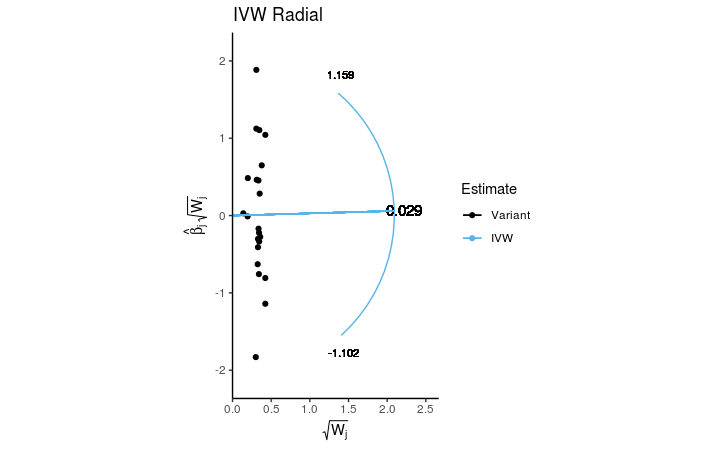 IVW Radial
2
1
0
-1
-2
β̂ⱼ√Wⱼ
1.159
0.029
-1.102
0.0 0.5 1.0 1.5 2.0 2.5
√Wⱼ
Estimate
Variant
IVW